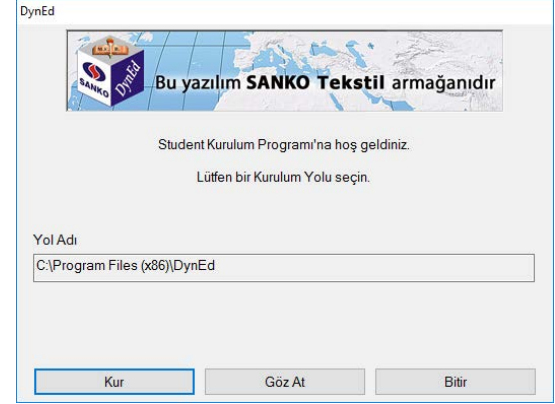 DynEd
SANKO
DynEd
Bu yazılım SANKO Tekstil armağanıdır
Student Kurulum Programı'na hoş geldiniz.
Lütfen bir Kurulum Yolu seçin.
Yol Adı
C:\Program Files (x86)\DynEd
Kur
Göz At
Bitir